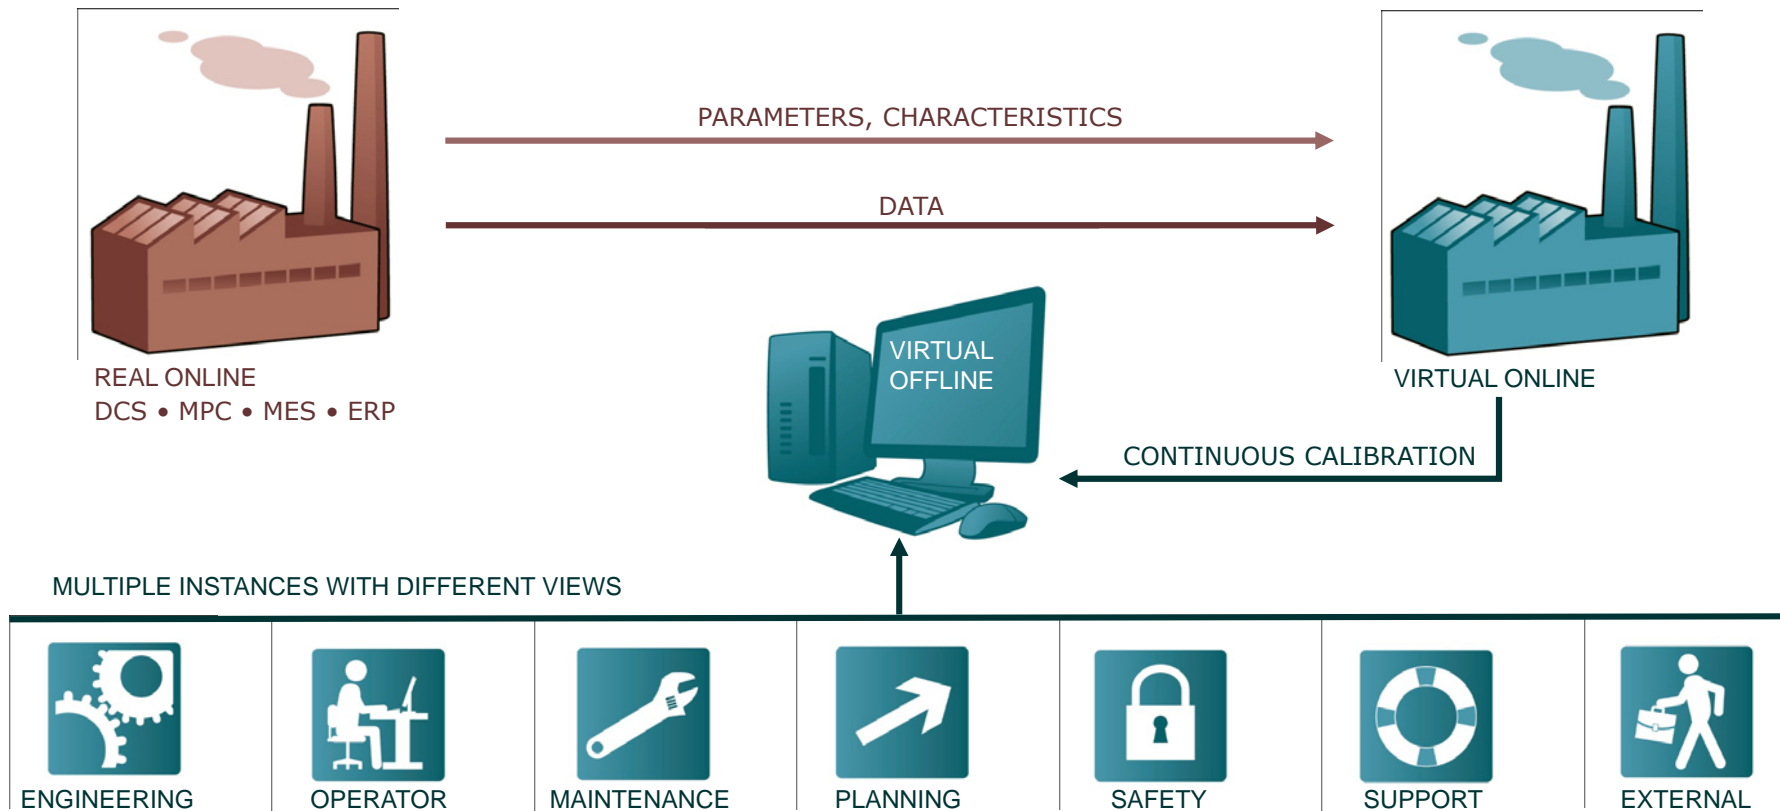 PARAMETERS, CHARACTERISTICS
DATA
VIRTUAL
OFFLINE
REAL ONLINE
DCS • MPC • MES • ERP
VIRTUAL ONLINE
CONTINUOUS CALIBRATION
MULTIPLE INSTANCES WITH DIFFERENT VIEWS
ENGINEERING
OPERATOR
MAINTENANCE
PLANNING
SAFETY
SUPPORT
EXTERNAL